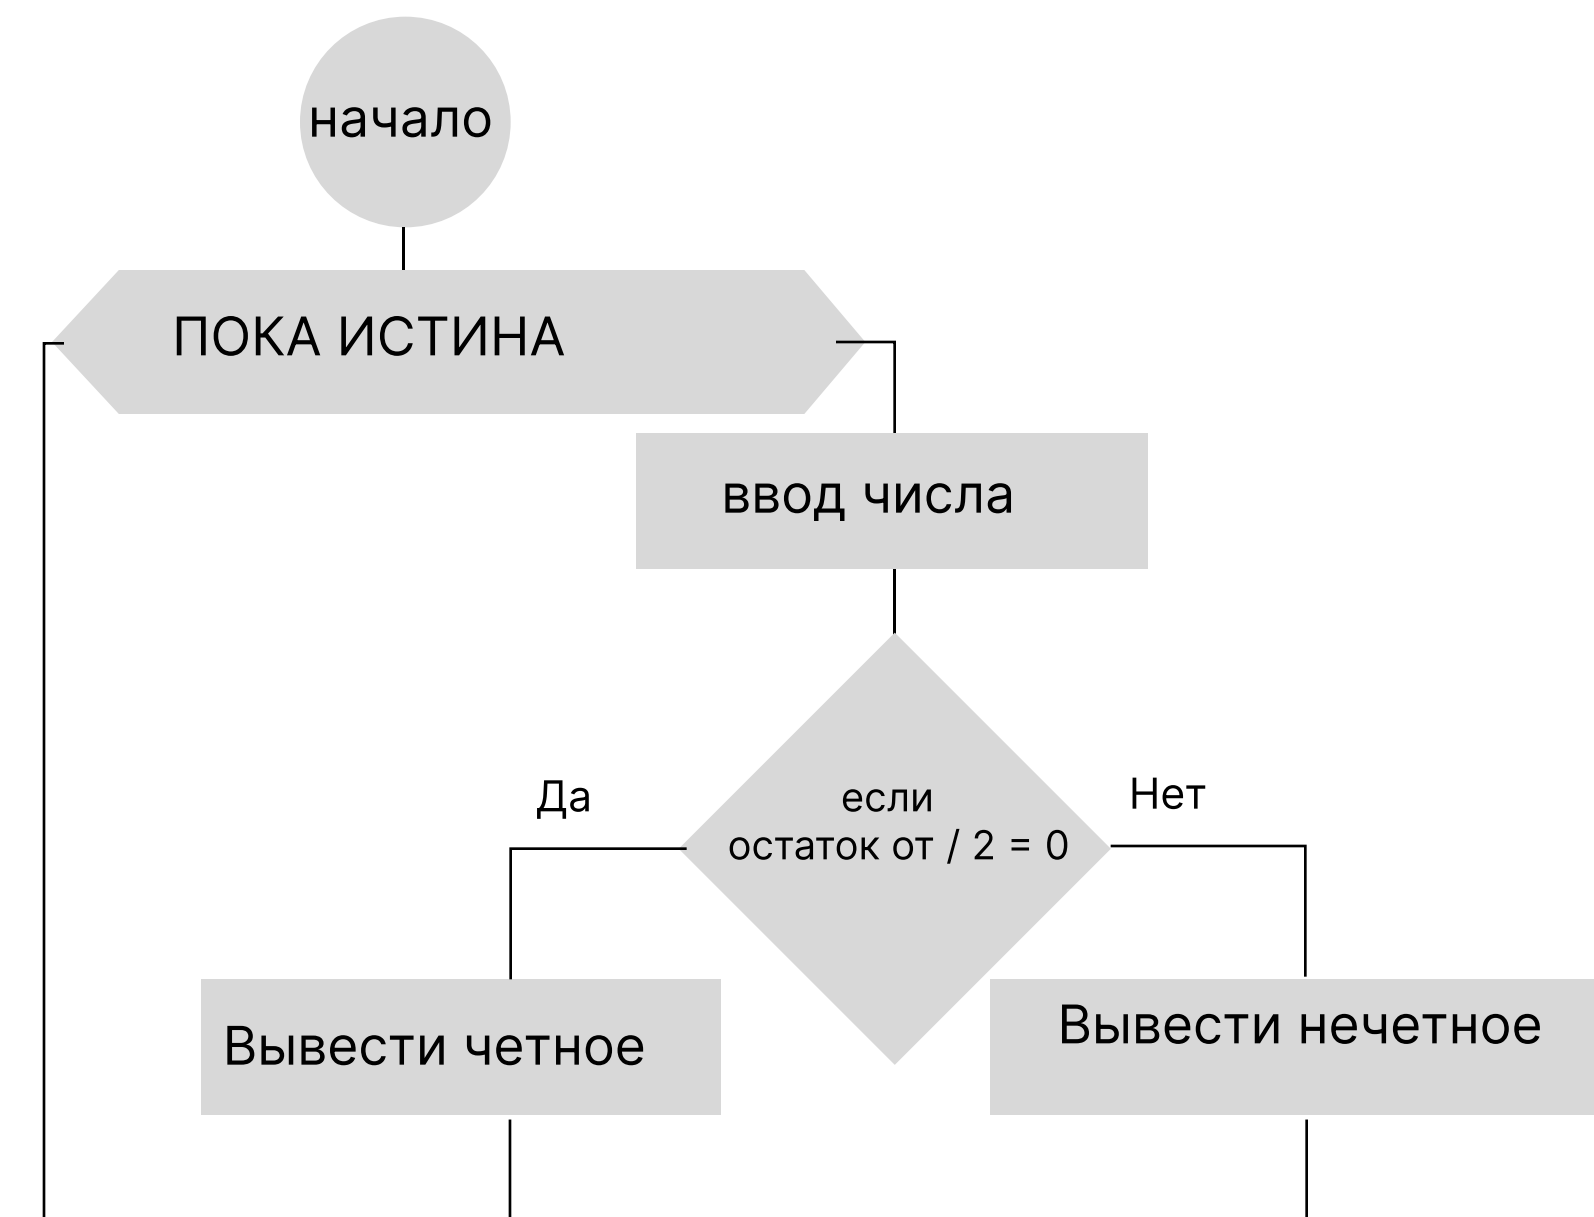 начало
ПОКА ИСТИНА
ввод числа
Да
Нет
если
остаток от / 2 = 0
Вывести четное
Вывести нечетное